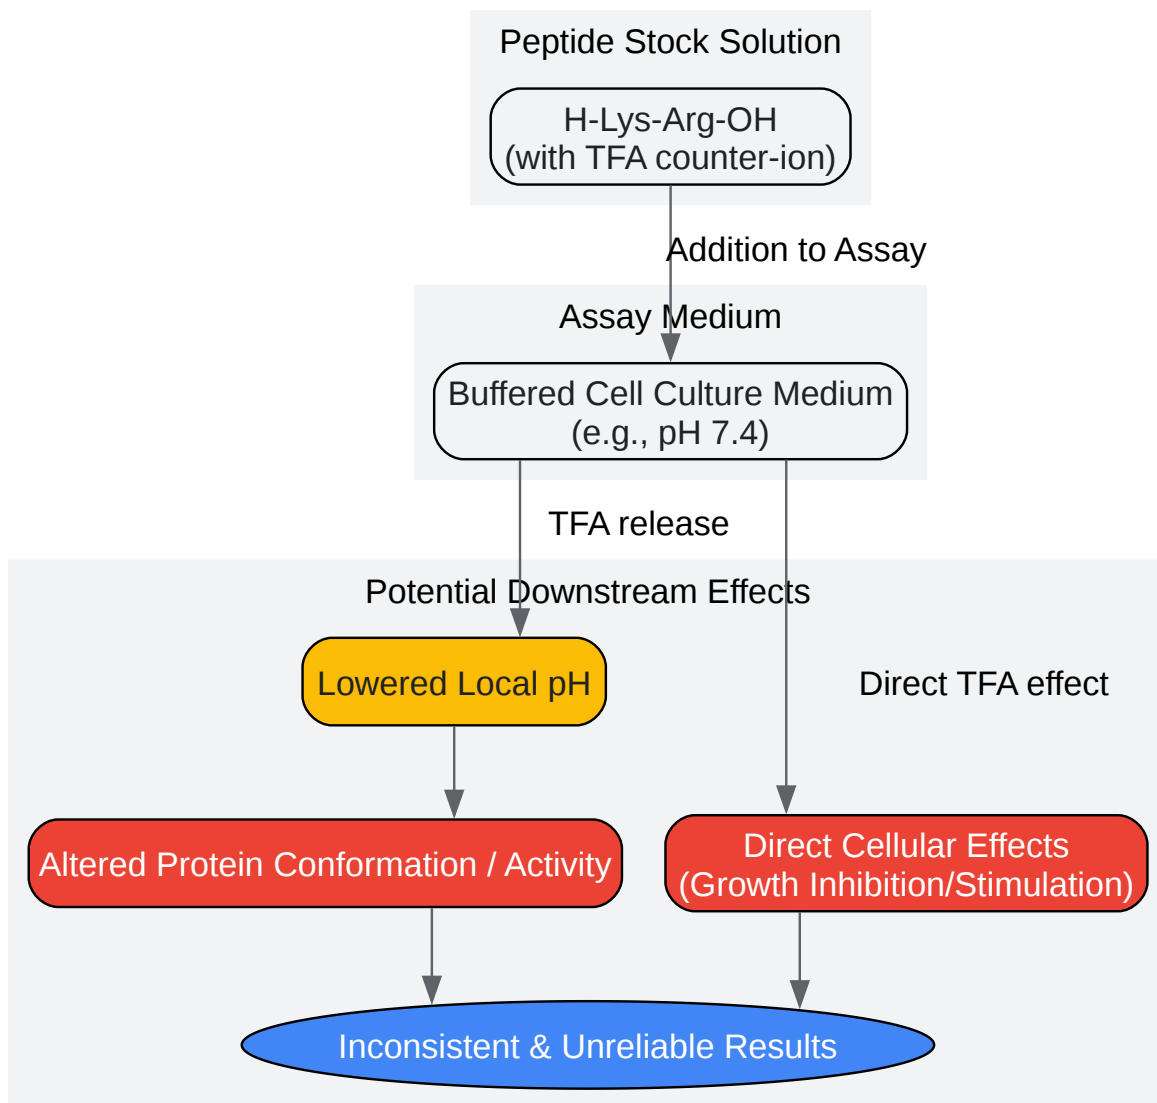 Peptide Stock Solution
H-Lys-Arg-OH
(with TFA counter-ion)
Addition to Assay
Assay Medium
Buffered Cell Culture Medium
(e.g., pH 7.4)
TFA release
Potential Downstream Effects
Lowered Local pH
Direct TFA effect
Altered Protein Conformation / Activity
Direct Cellular Effects
(Growth Inhibition/Stimulation)
Inconsistent & Unreliable Results